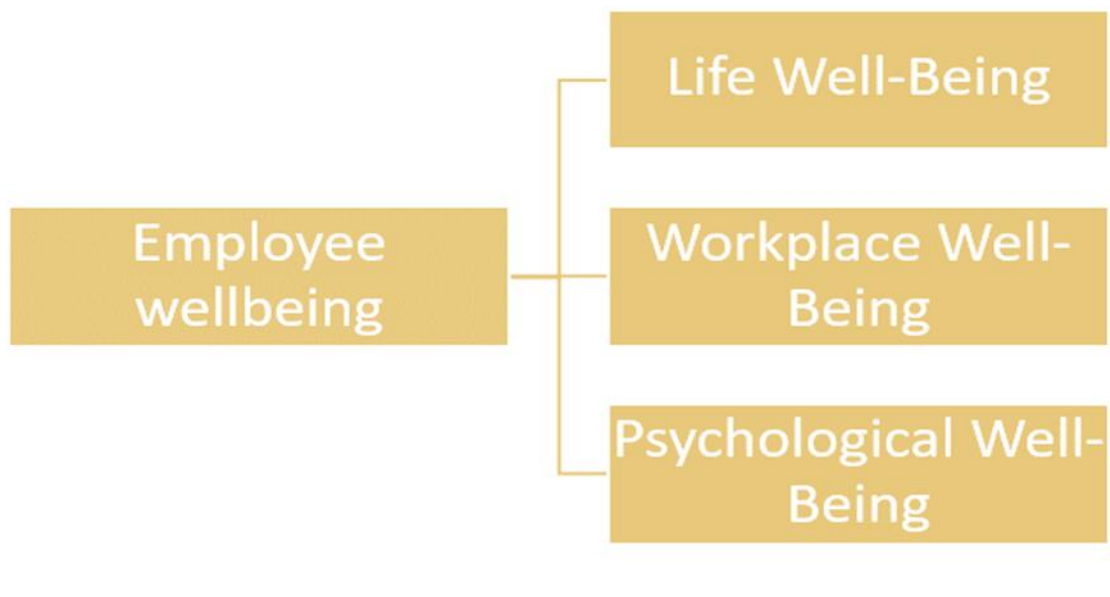 Life Well-Being
Employee
wellbeing
Workplace Well-
Being
Psychological Well-
Being